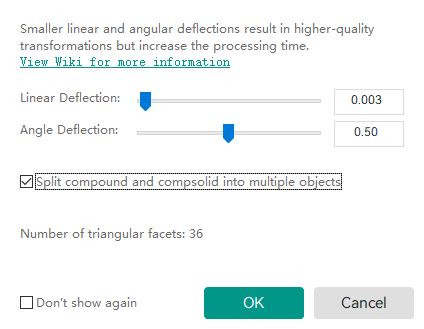 Smaller linear and angular deflections result in higher-quality
transformations but increase the processing time.
View Wiki for more information
Linear Deflection: 0.003
Angle Deflection: 0.50
Split compound and compsolid into multiple objects
Number of triangular facets: 36
Don't show again OK Cancel